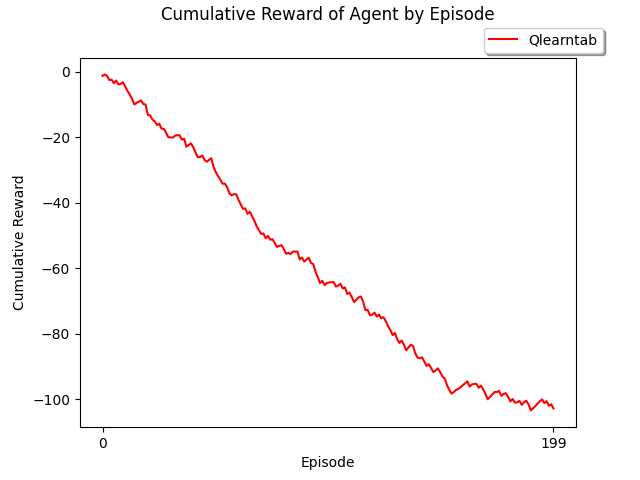 Cumulative Reward of Agent by Episode
Qlearntab
0
−20
−40
−60
−80
−100
Cumulative Reward
0
199
Episode